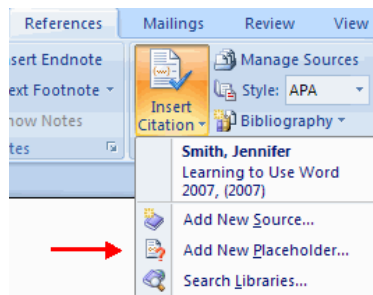 References Mailings Review View
sert Endnote
ext Footnote
now Notes
tes
Insert
Citation
Manage Sources
Style: APA
Bibliography
Smith, Jennifer
Learning to Use Word
2007, (2007)
Add New Source...
Add New Placeholder...
Search Libraries...